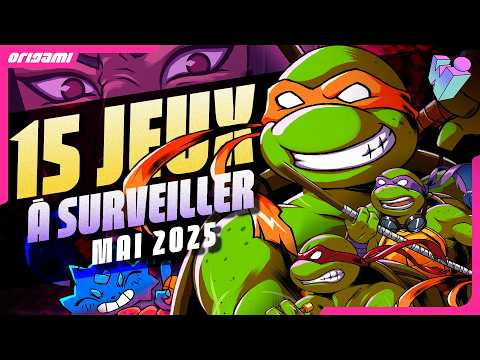 ORIGAMI
15 JEUX
À SURVEILLER
MAI 2025